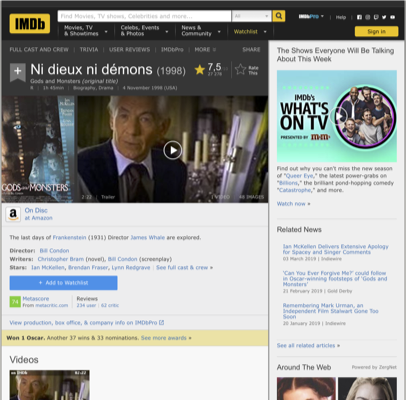 IMDb
Find Movies, TV shows, Celebrities and more...
All
IMDbPro
Help
Movies, TV & Showtimes
Celebs, Events & Photos
News & Community
Watchlist
Sign in
FULL CAST AND CREW | TRIVIA | USER REVIEWS | IMDbPro | MORE
SHARE
Ni dieux ni démons (1998)
7,5
Rate This
Gods and Monsters (original title)
1h 45min | Biography, Drama | 4 November 1998 (USA)
GODS AND MONSTERS
2:22 | Trailer
On Disc
at Amazon
The last days of Frankenstein (1931) Director James Whale are explored.
Director: Bill Condon
Writers: Christopher Bram (novel), Bill Condon (screenplay)
Stars: Ian McKellen, Brendan Fraser, Lynn Redgrave | See full cast & crew »
+ Add to Watchlist
74
Metascore
From metacritic.com
Reviews
234 user | 62 critic
View production, box office, & company info on IMDbPro
Won 1 Oscar. Another 37 wins & 33 nominations. See more awards »
Videos
The Shows Everyone Will Be Talking About This Week
IMDb's
WHAT'S
ON TV
PRESENTED BY m&m's
Find out why you can't miss the new season of "Queer Eye," the latest power-grabs on "Billions," the brilliant pond-hopping comedy "Catastrophe," and more.
Watch now »
Related News
Ian McKellen Delivers Extensive Apology for Spacey and Singer Comments
03 March 2019 | Indiewire
'Can You Ever Forgive Me?' could follow in Oscar-winning footsteps of 'Gods and Monsters'
21 February 2019 | Gold Derby
Remembering Mark Urman, an Independent Film Stalwart Gone Too Soon
20 January 2019 | Indiewire
See all related articles »
Around The Web
Powered by ZergNet